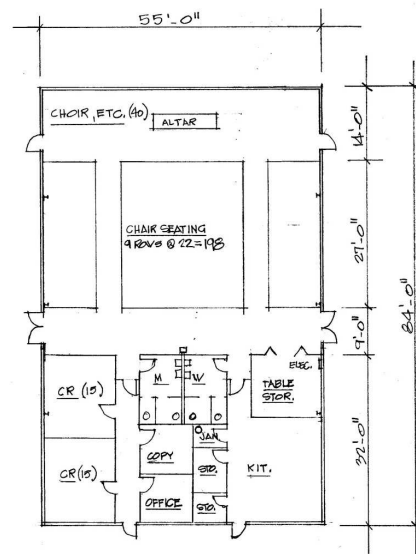 55'-0"
CHOIR, ETC. (40)
ALTAR
14'-0"
CHAIR SEATING
9 ROWS @ 22 = 198
27'-0"
84'-0"
9'-0"
ELEC.
M
W
CR (15)
TABLE
STOR.
JAN.
COPY
STO.
KIT.
32'-0"
CR (15)
OFFICE
STO.